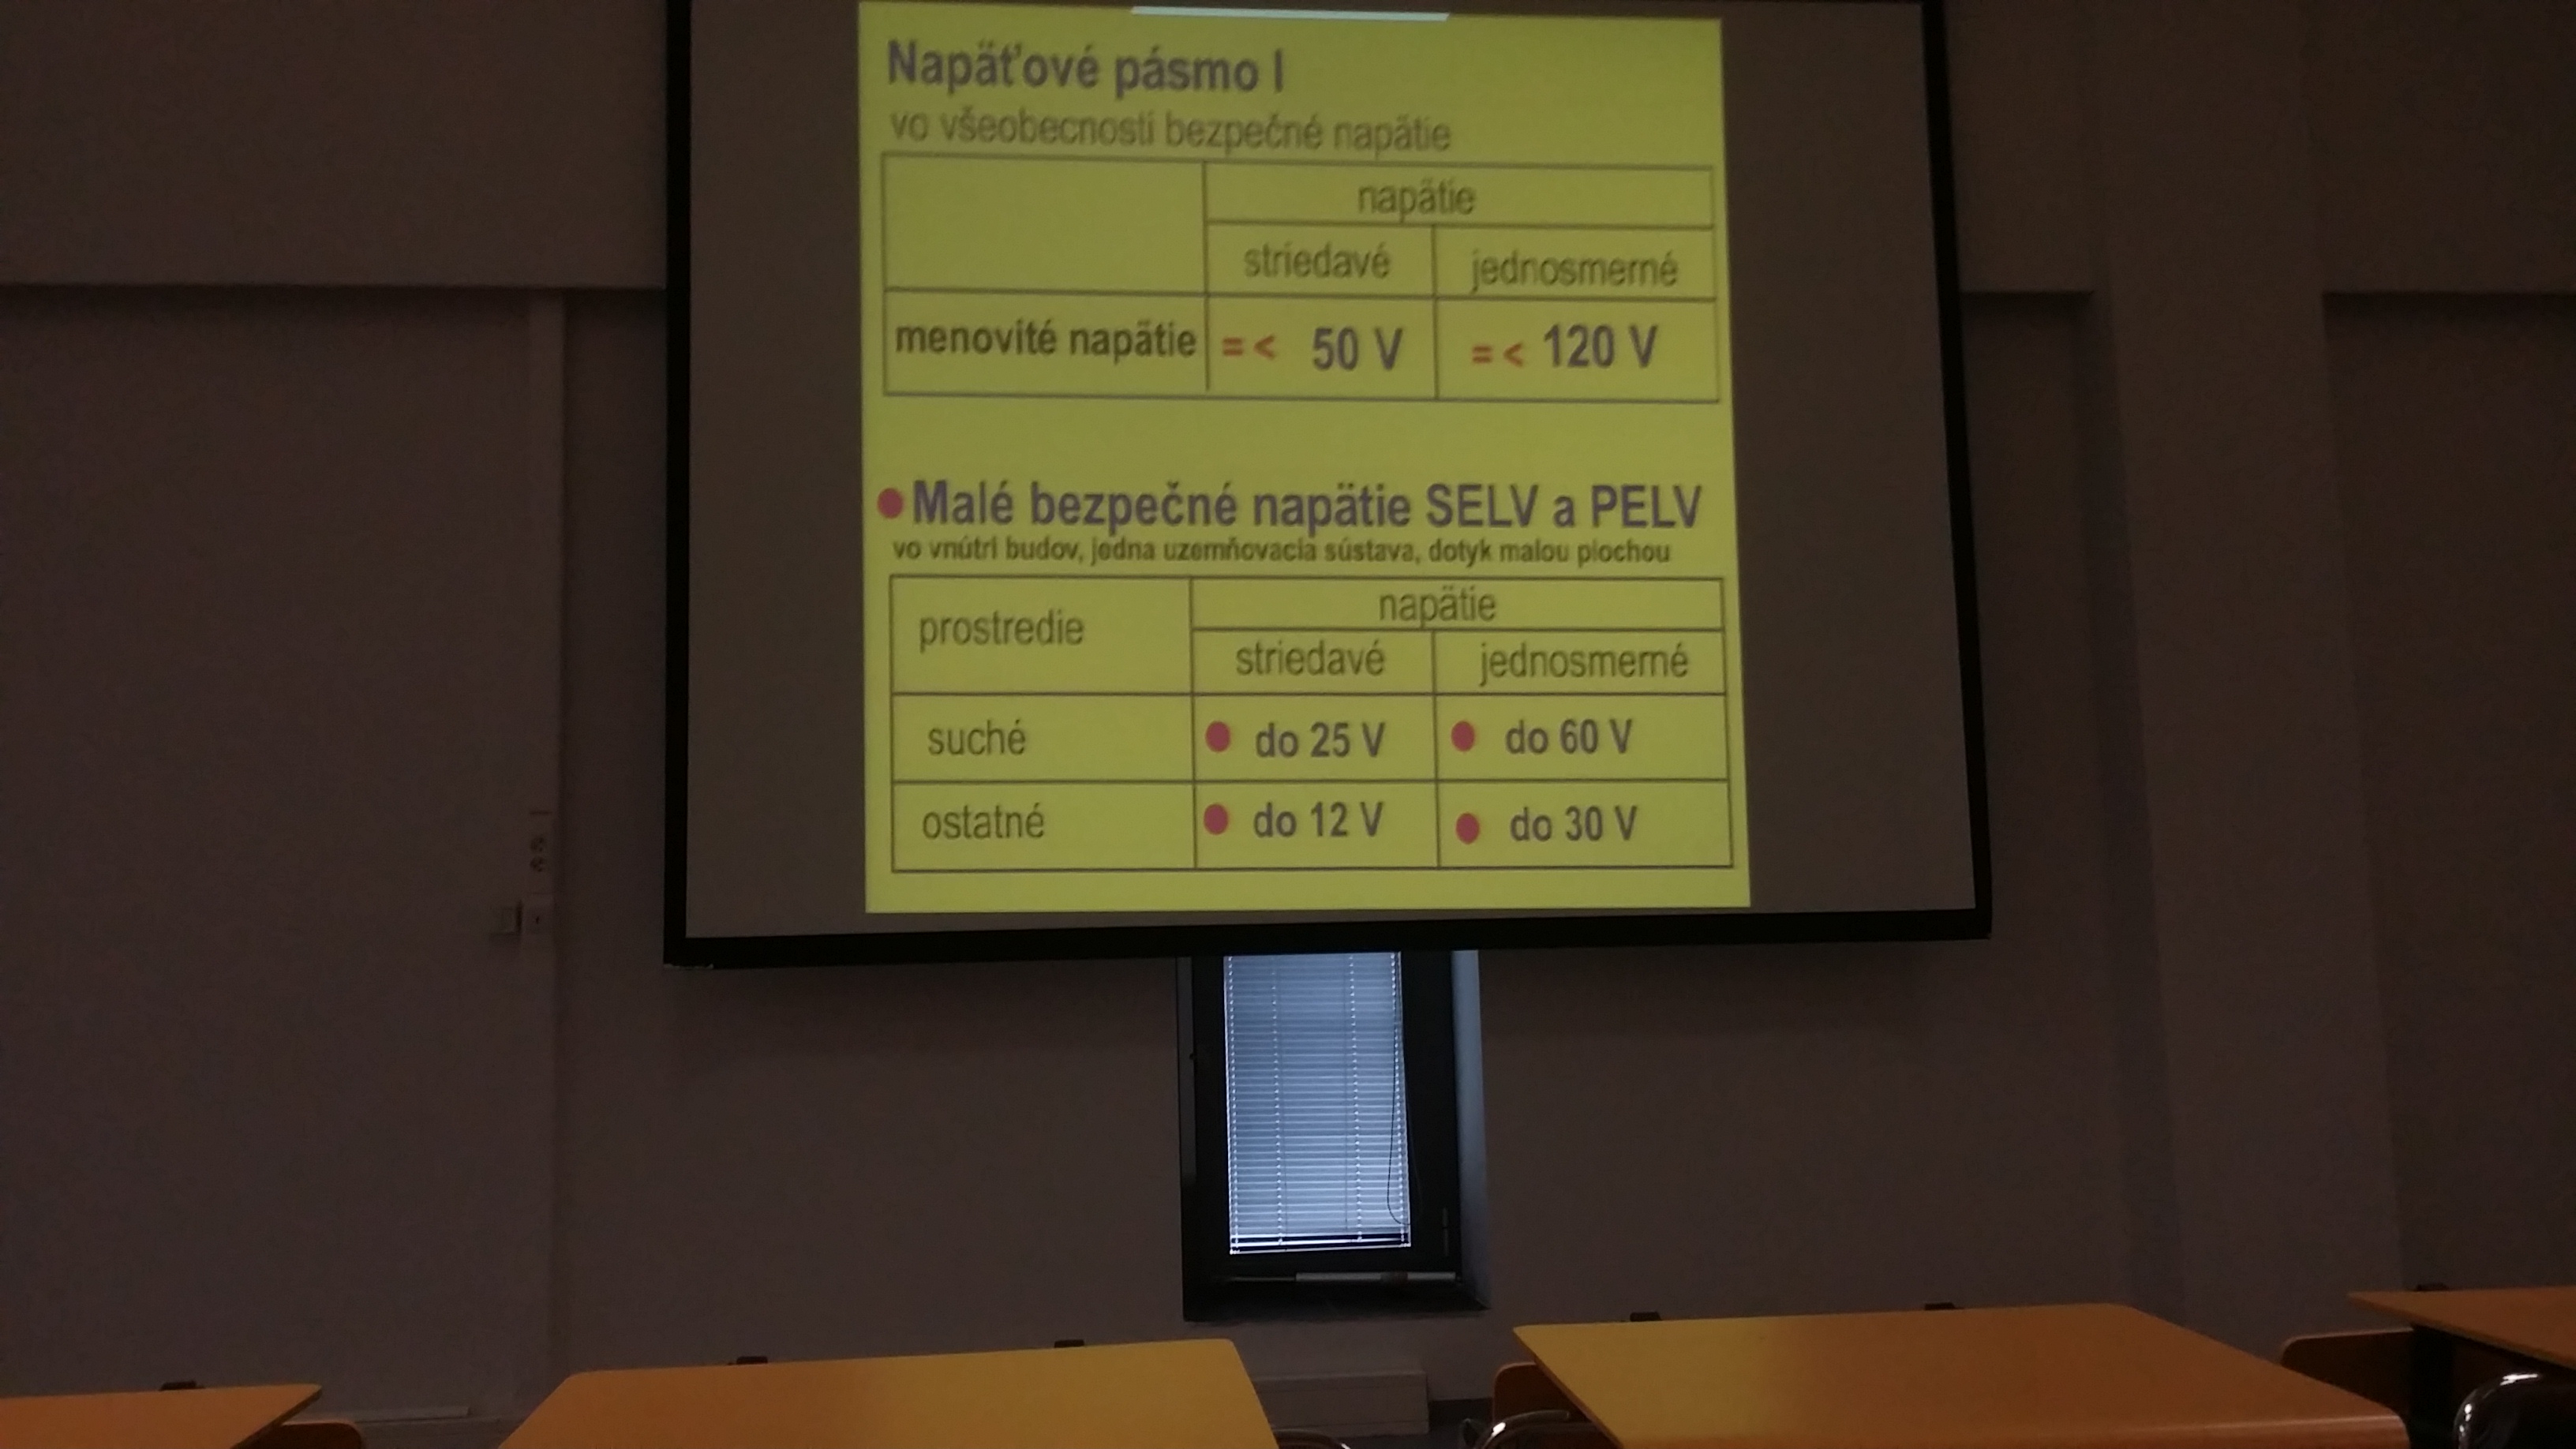 Napäťové pásmo I
vo všeobecnosti bezpečné napätie
napätie
striedavé jednosmerné
menovité napätie =< 50 V =< 120 V
Malé bezpečné napätie SELV a PELV
vo vnútri budov, jedna uzemňovacia sústava, dotyk malou plochou
prostredie napätie
striedavé jednosmerné
suché do 25 V do 60 V
ostatné do 12 V do 30 V